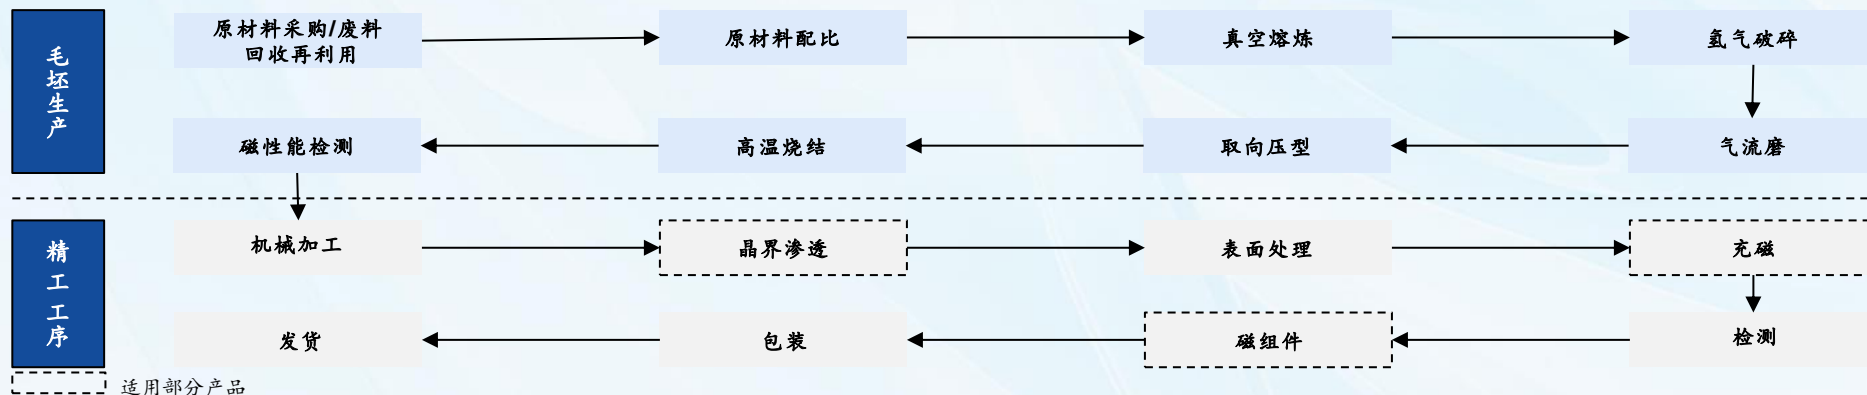 毛坯生产
原材料采购/废料
回收再利用
原材料配比
真空熔炼
氢气破碎
磁性能检测
高温烧结
取向压型
气流磨
精工工序
机械加工
晶界渗透
表面处理
充磁
发货
包装
磁组件
检测
适用部分产品